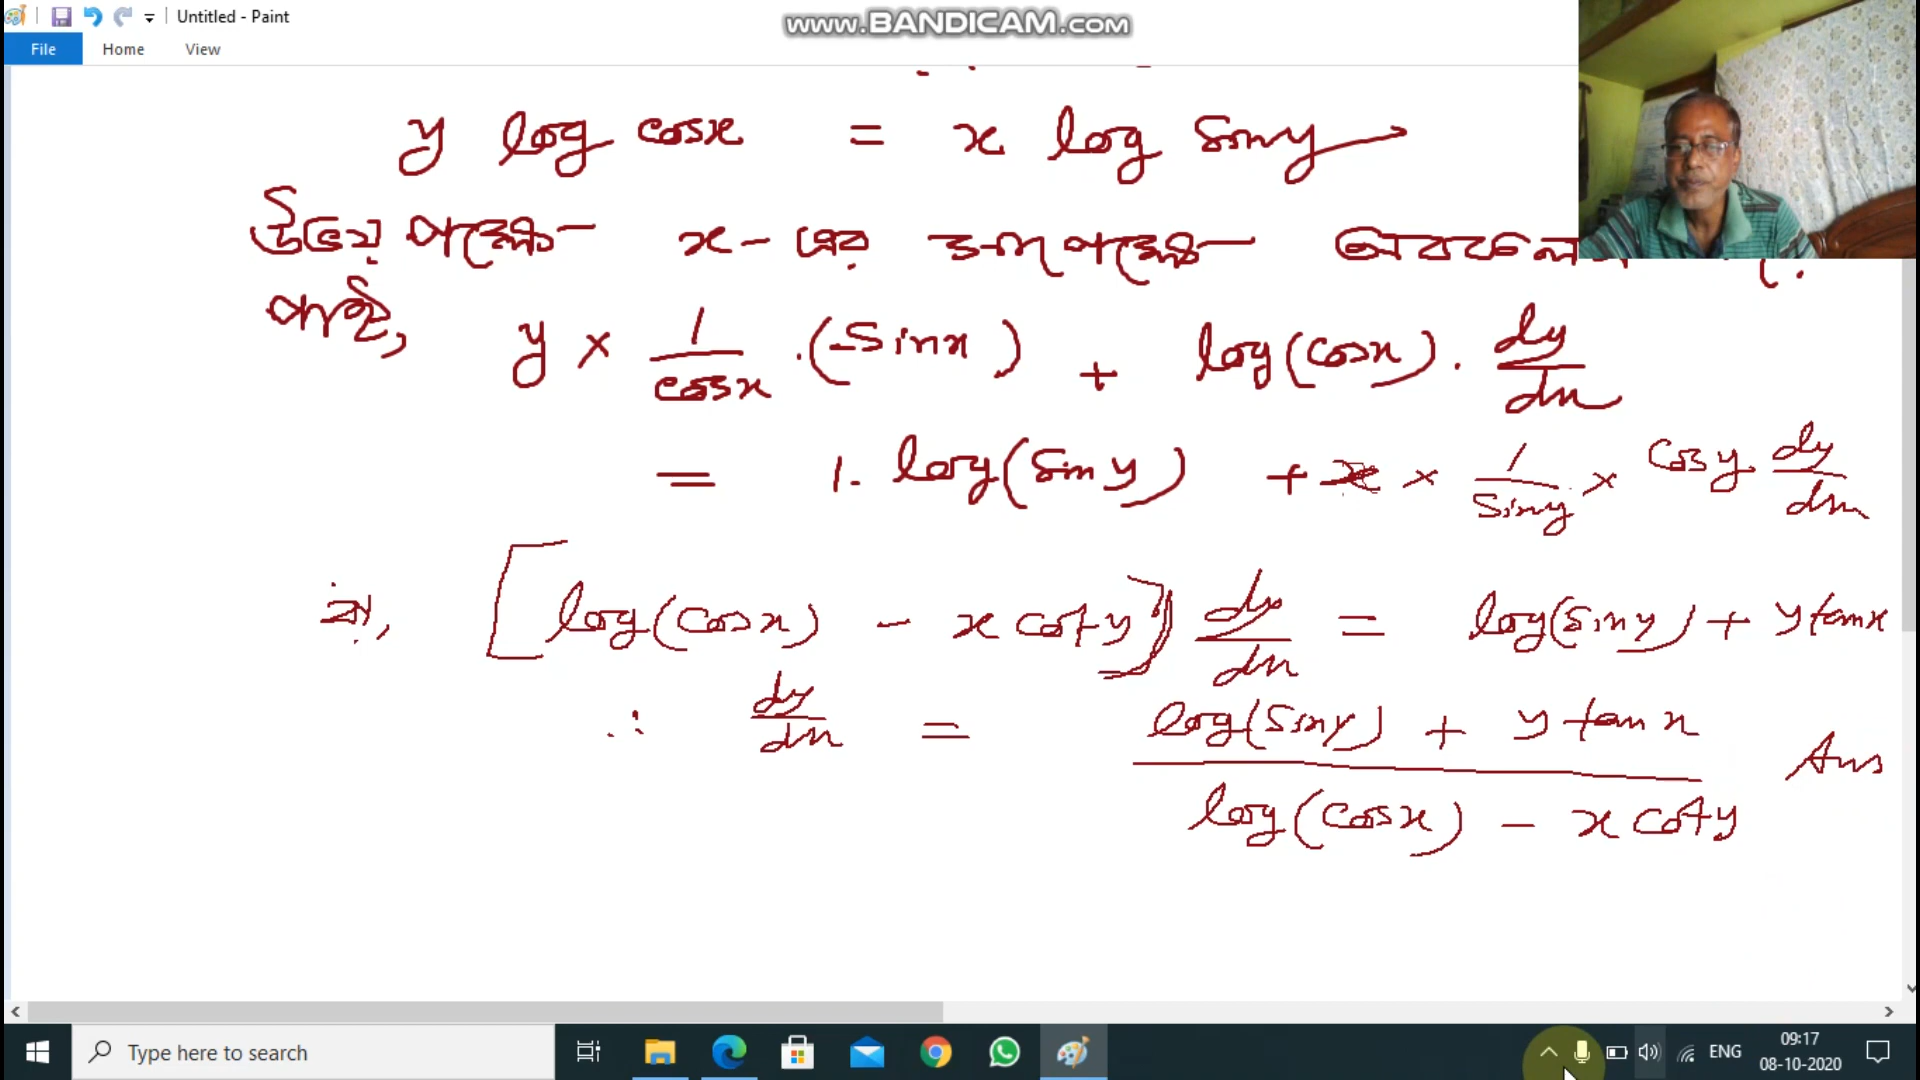 Untitled - Paint
www.BANDICAM.com
File Home View
y log cosx = x log siny
উভয় পক্ষে x-এর সাপেক্ষে
পাই, y × 1/cosx .(-Sinx) + log(cosx). dy/dx
= 1. log(siny) + x × 1/Siny × Cosy dy/dx
বা, [log(cosx) - x coty] dy/dx = log(siny) + y tanx
∴ dy/dx = (log(siny) + y tanx)/(log(cosx) - x coty) Ans
Type here to search
ENG
09:17
08-10-2020